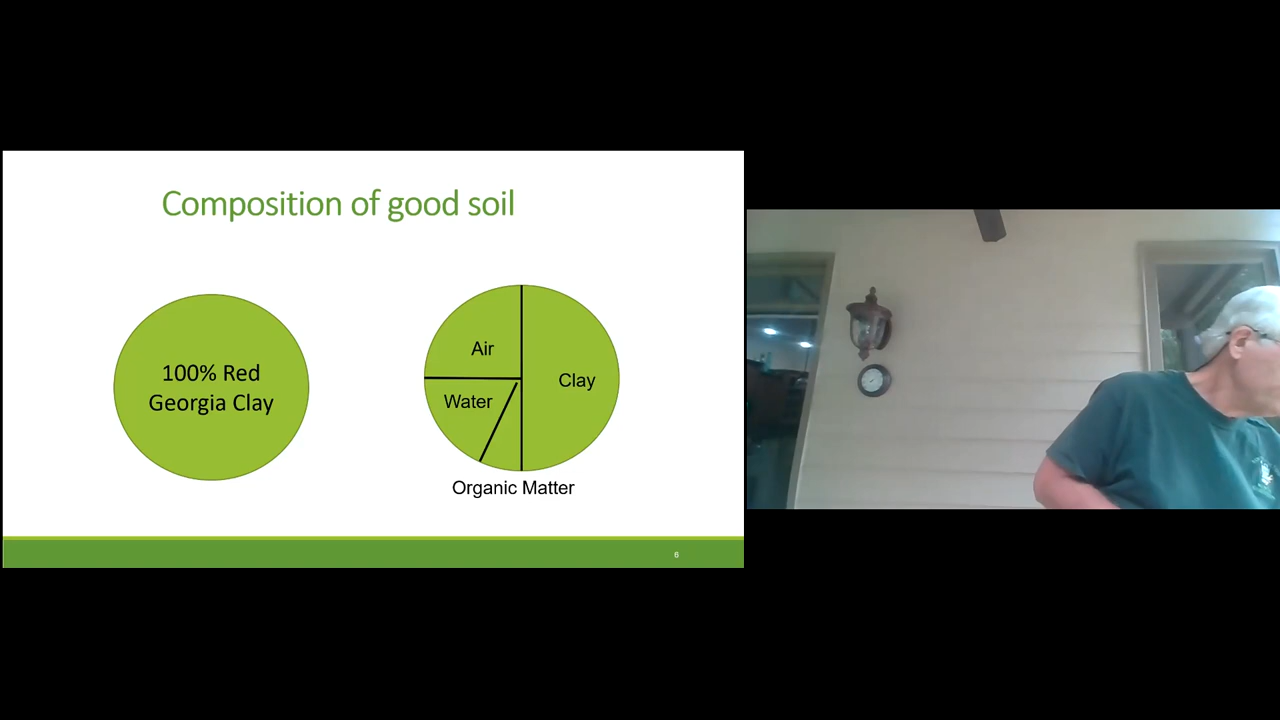 Composition of good soil
100% Red
Georgia Clay
Air
Clay
Water
Organic Matter
6